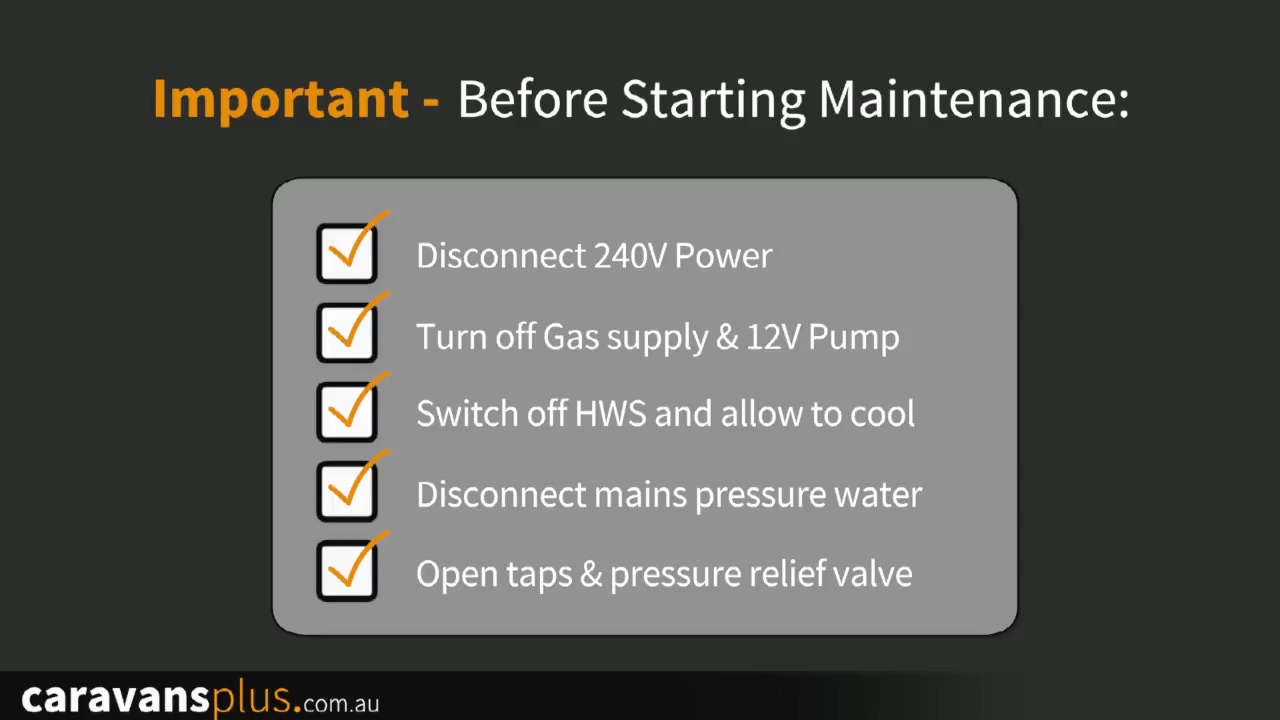 Important - Before Starting Maintenance:
Disconnect 240V Power
Turn off Gas supply & 12V Pump
Switch off HWS and allow to cool
Disconnect mains pressure water
Open taps & pressure relief valve
caravansplus.com.au